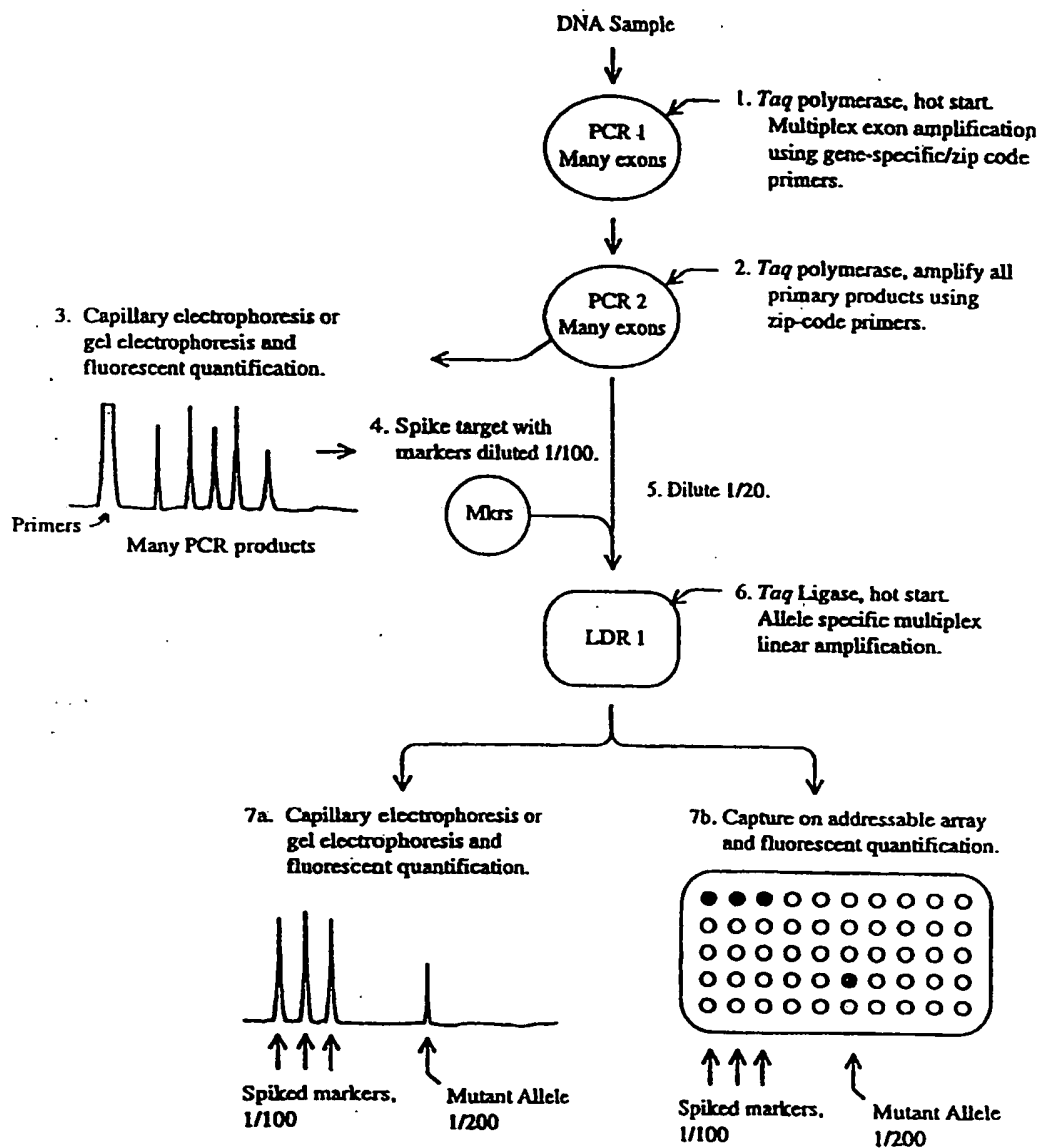 DNA Sample
PCR 1
Many exons
1. Taq polymerase, hot start.
Multiplex exon amplification
using gene-specific/zip code
primers.
PCR 2
Many exons
2. Taq polymerase, amplify all
primary products using
zip-code primers.
3. Capillary electrophoresis or
gel electrophoresis and
fluorescent quantification.
Primers
Many PCR products
4. Spike target with
markers diluted 1/100.
Mkrs
5. Dilute 1/20.
LDR 1
6. Taq Ligase, hot start.
Allele specific multiplex
linear amplification.
7a. Capillary electrophoresis or
gel electrophoresis and
fluorescent quantification.
Spiked markers,
1/100
Mutant Allele
1/200
7b. Capture on addressable array
and fluorescent quantification.
Spiked markers,
1/100
Mutant Allele
1/200